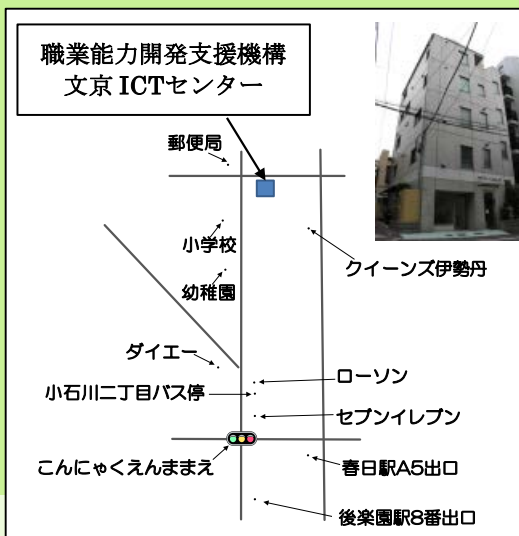 職業能力開発支援機構
文京ICTセンター
郵便局
小学校
クイーンズ伊勢丹
幼稚園
ダイエー
ローソン
小石川二丁目バス停
セブンイレブン
こんにゃくえんままえ
春日駅A5出口
後楽園駅8番出口